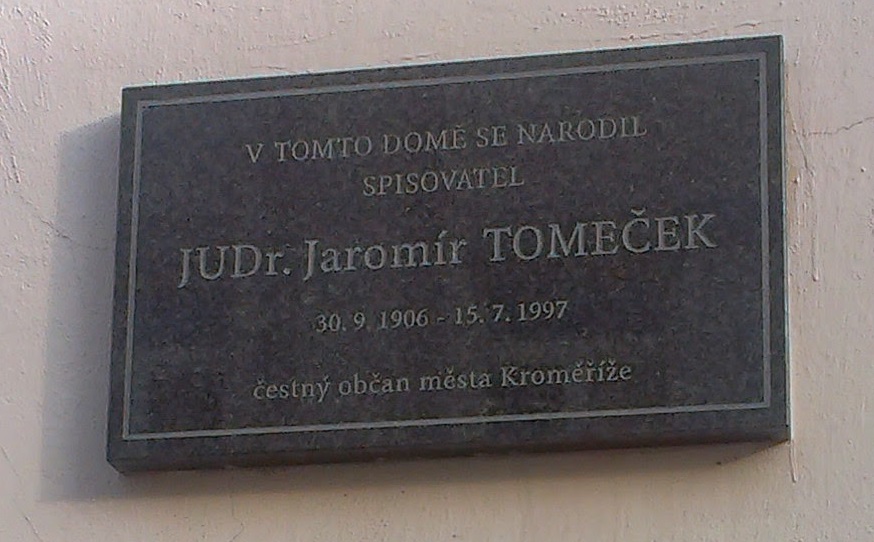 V TOMTO DOMĚ SE NARODIL
SPISOVATEL
JUDr. Jaromír TOMEČEK
30. 9. 1906 - 15. 7. 1997
čestný občan města Kroměříže